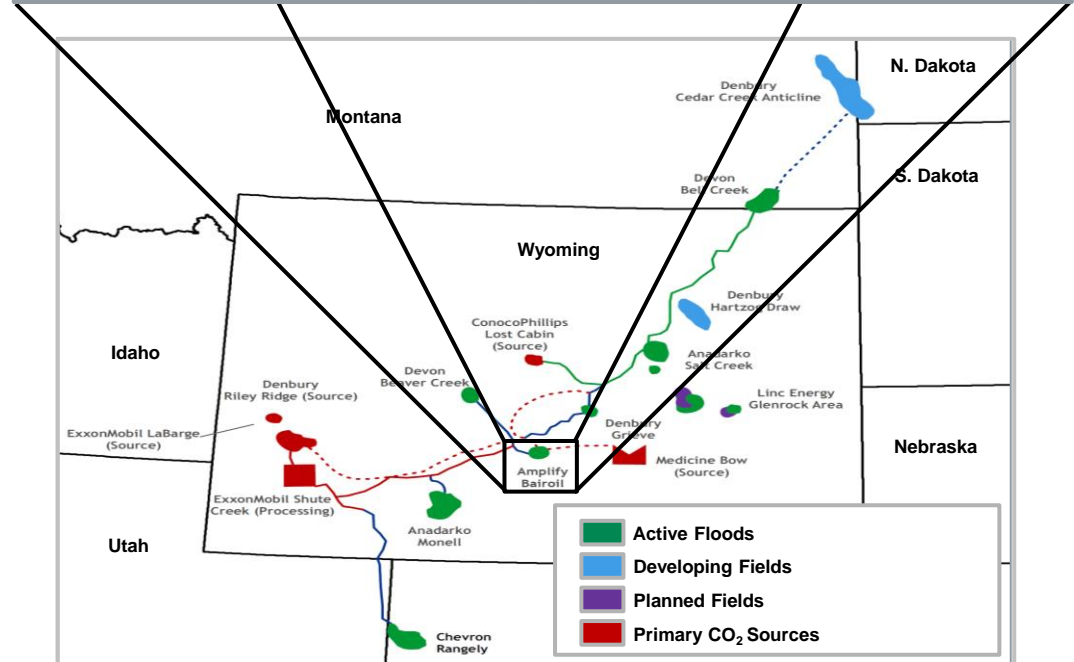 N. Dakota
Denbury
Cedar Creek Anticline
Montana
Devon
Bell Creek
S. Dakota
Wyoming
Denbury
Hartzog Draw
ConocoPhillips
Lost Cabin
(Source)
Idaho
Anadarko
Salt Creek
Devon
Beaver Creek
Denbury
Riley Ridge (Source)
Linc Energy
Glenrock Area
ExxonMobil LaBarge
(Source)
Denbury
Grieve
Nebraska
Medicine Bow
(Source)
Amplify
Bairoil
ExxonMobil Shute
Creek (Processing)
Anadarko
Monell
Utah
Active Floods
Developing Fields
Planned Fields
Primary CO₂ Sources
Chevron
Rangely